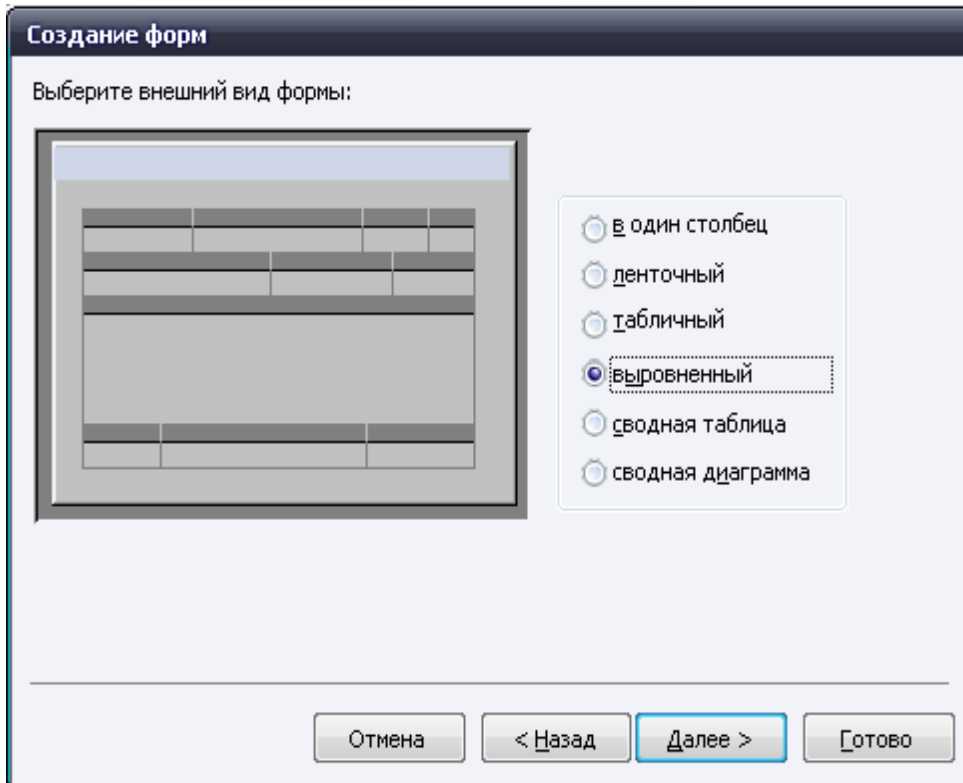 Создание форм
Выберите внешний вид формы:
в один столбец
ленточный
табличный
выровненный
сводная таблица
сводная диаграмма
Отмена
< Назад
Далее >
Готово